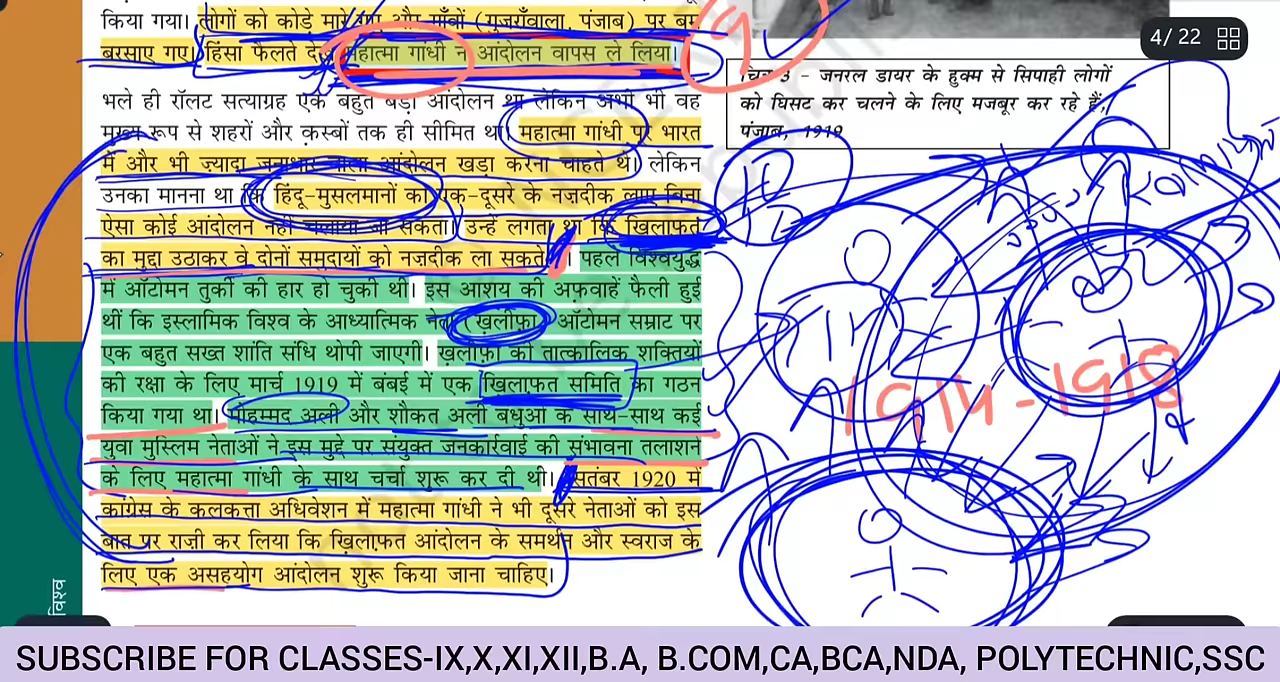 किया गया। लोगों को कोड़े मारे गए और गाँवों (गुजराँवाला, पंजाब) पर बम
बरसाए गए। हिंसा फैलते देख महात्मा गांधी ने आंदोलन वापस ले लिया।
4/22
चित्र 3 – जनरल डायर के हुक्म से सिपाही लोगों
को घिसट कर चलने के लिए मजबूर कर रहे हैं,
पंजाब, 1919
भले ही रॉलट सत्याग्रह एक बहुत बड़ा आंदोलन था लेकिन अभी भी वह
मुख्य रूप से शहरों और क़स्बों तक ही सीमित था। महात्मा गांधी पूरे भारत
में और भी ज़्यादा जनाधार वाला आंदोलन खड़ा करना चाहते थे। लेकिन
उनका मानना था कि हिंदू-मुसलमानों को एक-दूसरे के नज़दीक लाए बिना
ऐसा कोई आंदोलन नहीं चलाया जा सकता। उन्हें लगता था कि ख़िलाफ़त
का मुद्दा उठाकर वे दोनों समुदायों को नज़दीक ला सकते हैं। पहले विश्वयुद्ध
में ऑटोमन तुर्की की हार हो चुकी थी। इस आशय की अफ़वाहें फैली हुई
थीं कि इस्लामिक विश्व के आध्यात्मिक नेता (ख़लीफ़ा) ऑटोमन सम्राट पर
एक बहुत सख्त शांति संधि थोपी जाएगी। ख़लीफ़ा की तात्कालिक शक्तियों
की रक्षा के लिए मार्च 1919 में बंबई में एक ख़िलाफ़त समिति का गठन
किया गया था। मोहम्मद अली और शौकत अली बंधुओं के साथ-साथ कई
युवा मुस्लिम नेताओं ने इस मुद्दे पर संयुक्त जनकार्रवाई की संभावना तलाशने
के लिए महात्मा गांधी के साथ चर्चा शुरू कर दी थी। सितंबर 1920 में
कांग्रेस के कलकत्ता अधिवेशन में महात्मा गांधी ने भी दूसरे नेताओं को इस
बात पर राज़ी कर लिया कि ख़िलाफ़त आंदोलन के समर्थन और स्वराज के
लिए एक असहयोग आंदोलन शुरू किया जाना चाहिए।
1914-1918
विश्व
SUBSCRIBE FOR CLASSES-IX,X,XI,XII,B.A, B.COM,CA,BCA,NDA, POLYTECHNIC,SSC